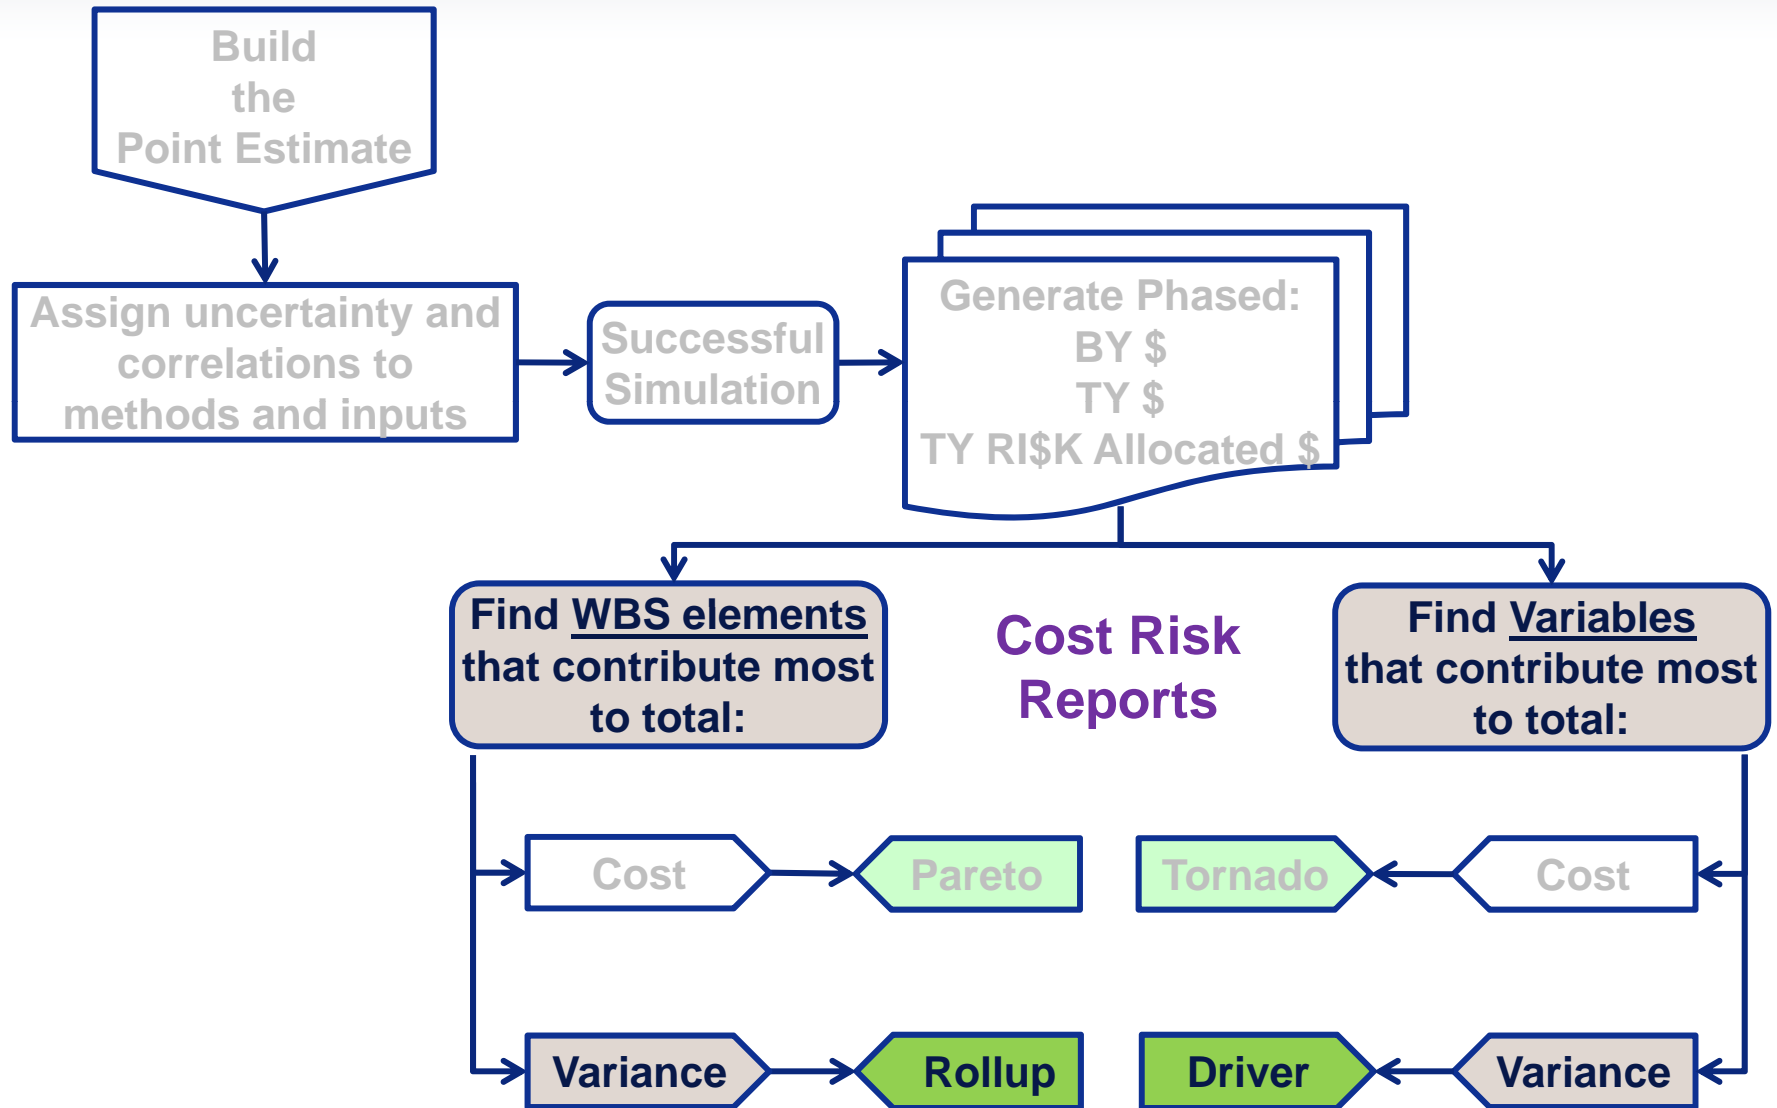 Build
the
Point Estimate
Assign uncertainty and
correlations to
methods and inputs
Successful
Simulation
Generate Phased:
BY $
TY $
TY RI$K Allocated $
Find WBS elements
that contribute most
to total:
Cost Risk
Reports
Find Variables
that contribute most
to total:
Cost
Pareto
Tornado
Cost
Variance
Rollup
Driver
Variance